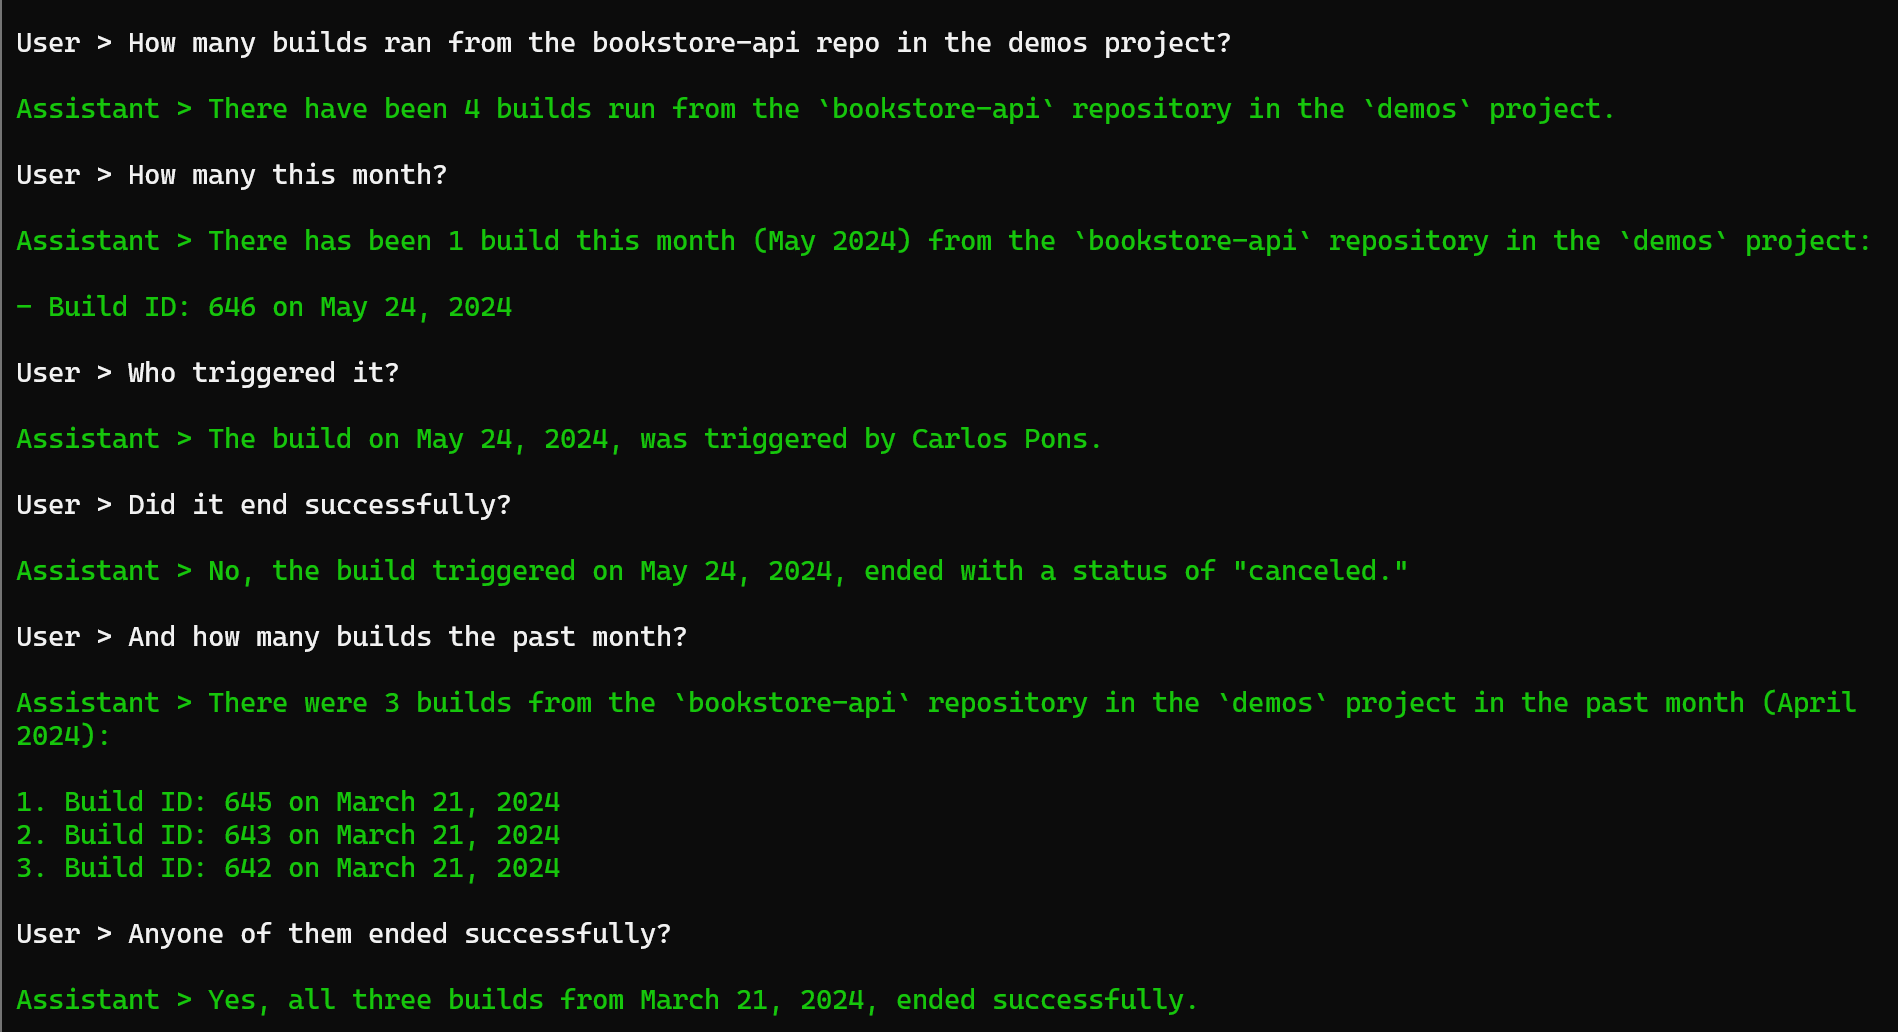 User > How many builds ran from the bookstore-api repo in the demos project?
Assistant > There have been 4 builds run from the `bookstore-api` repository in the `demos` project.
User > How many this month?
Assistant > There has been 1 build this month (May 2024) from the `bookstore-api` repository in the `demos` project:
- Build ID: 646 on May 24, 2024
User > Who triggered it?
Assistant > The build on May 24, 2024, was triggered by Carlos Pons.
User > Did it end successfully?
Assistant > No, the build triggered on May 24, 2024, ended with a status of "canceled."
User > And how many builds the past month?
Assistant > There were 3 builds from the `bookstore-api` repository in the `demos` project in the past month (April
2024):
1. Build ID: 645 on March 21, 2024
2. Build ID: 643 on March 21, 2024
3. Build ID: 642 on March 21, 2024
User > Anyone of them ended successfully?
Assistant > Yes, all three builds from March 21, 2024, ended successfully.